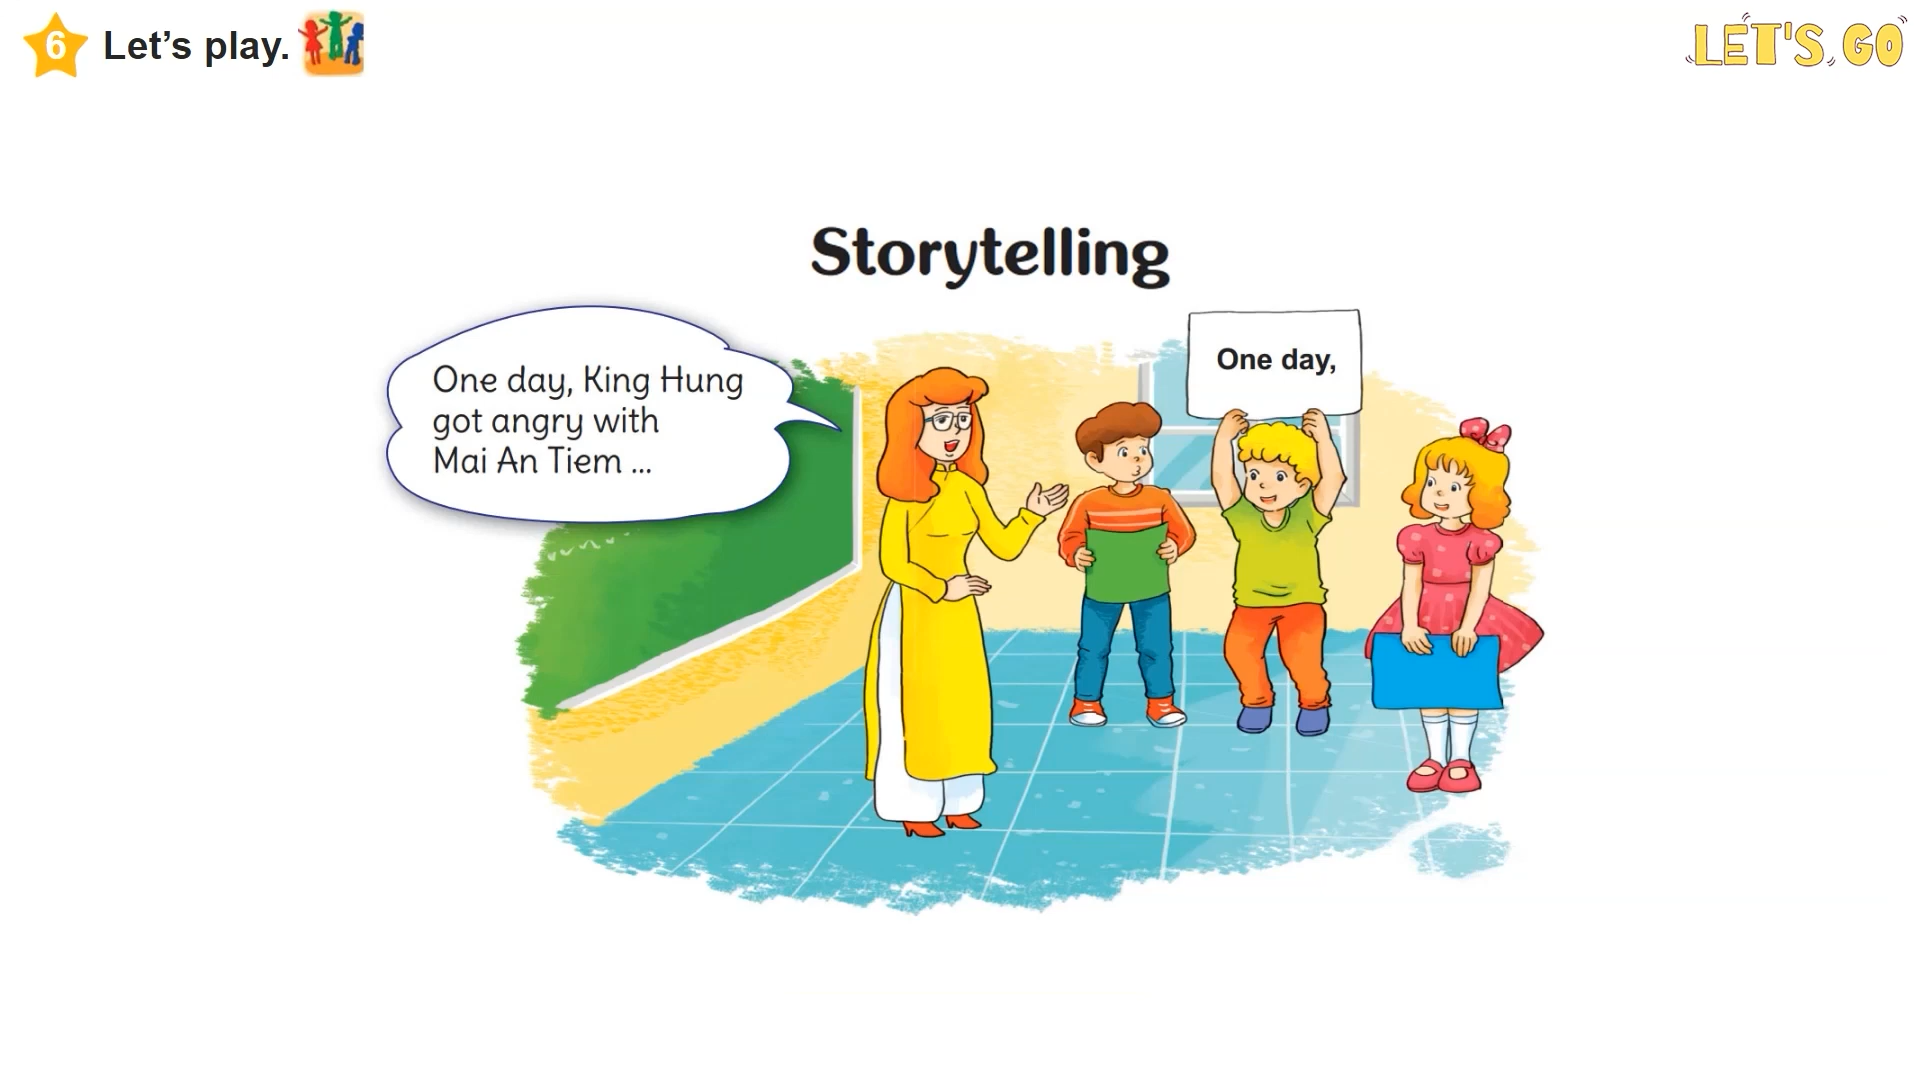 6 Let’s play.
LET'S GO
Storytelling
One day, King Hung
got angry with
Mai An Tiem ...
One day,